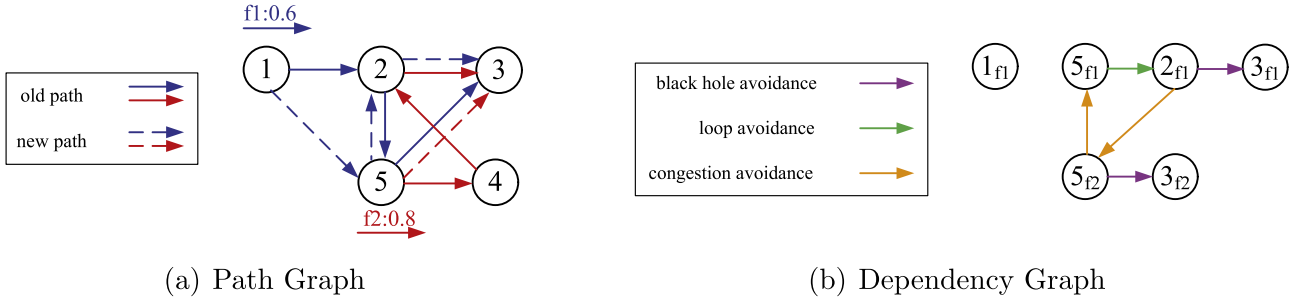 f1:0.6
1
2
3
old path
new path
5
4
f2:0.8
(a) Path Graph
black hole avoidance
loop avoidance
congestion avoidance
1f1
5f1
2f1
3f1
5f2
3f2
(b) Dependency Graph